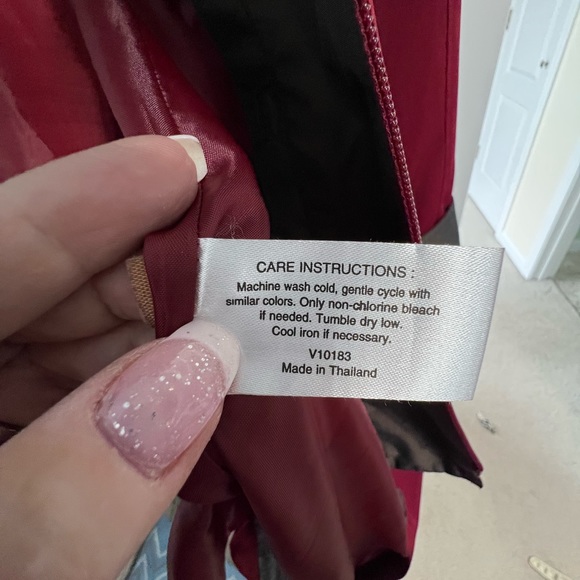 CARE INSTRUCTIONS :
Machine wash cold, gentle cycle with
similar colors. Only non-chlorine bleach
if needed. Tumble dry low.
Cool iron if necessary.
V10183
Made in Thailand